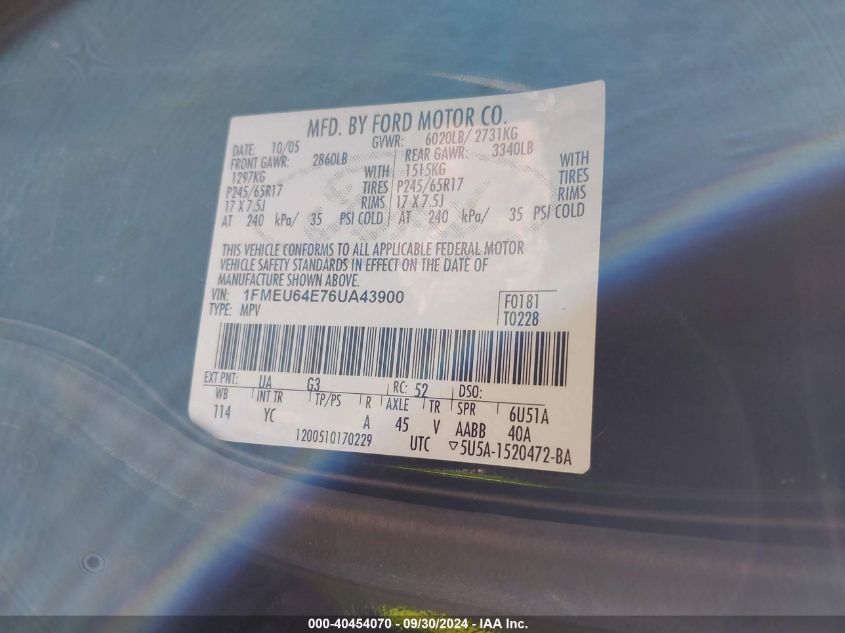 MFD. BY FORD MOTOR CO.
DATE: 10/05 GVWR: 6020LB/ 2731KG
FRONT GAWR: 2860LB REAR GAWR: 3340LB
1297KG WITH 1515KG WITH
P245/65R17 TIRES P245/65R17 TIRES
17 X 7.5J RIMS 17 X 7.5J RIMS
AT 240 kPa/ 35 PSI COLD AT 240 kPa/ 35 PSI COLD
THIS VEHICLE CONFORMS TO ALL APPLICABLE FEDERAL MOTOR
VEHICLE SAFETY STANDARDS IN EFFECT ON THE DATE OF
MANUFACTURE SHOWN ABOVE.
VIN: 1FMEU64E76UA43900 F0181
TYPE: MPV T0228
EXT PNT: UA G3 RC: 52 DSO:
WB INT TR TP/PS R AXLE TR SPR 6U51A
114 YC A 45 V AABB 40A
1200510170229 UTC ▽5U5A-1520472-BA
000-40454070 - 09/30/2024 - IAA Inc.